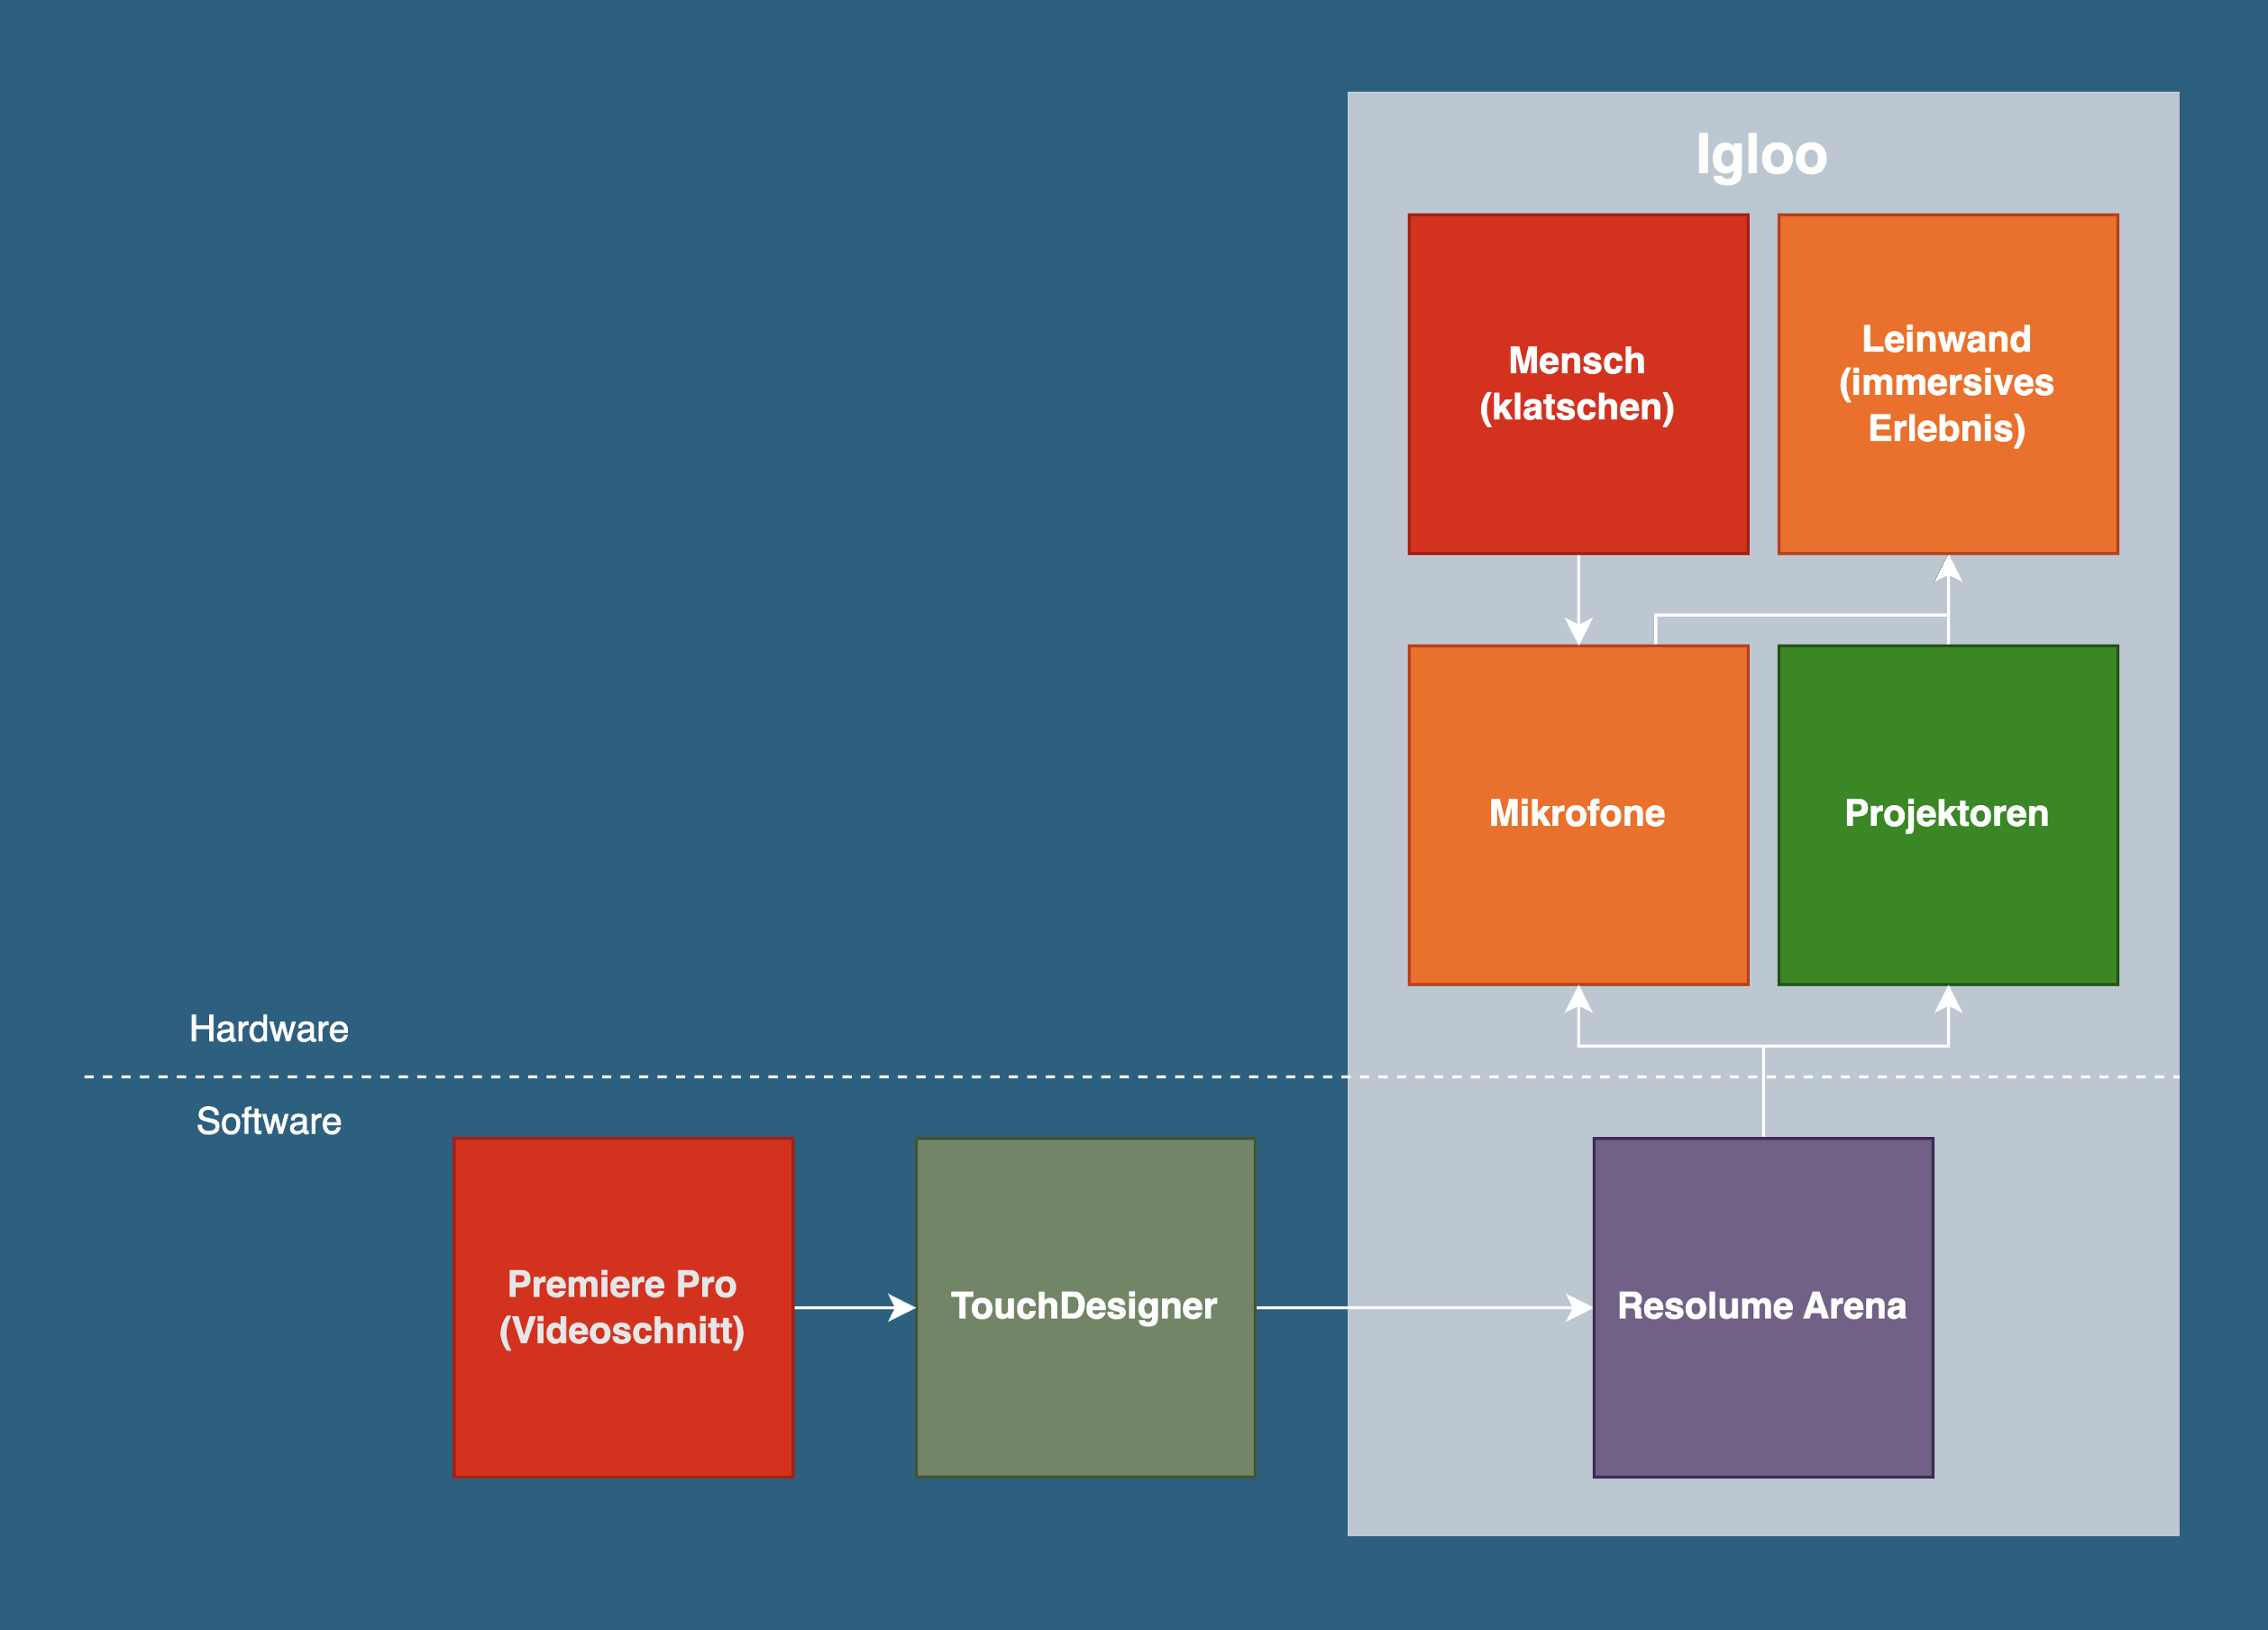 Igloo
Mensch
(klatschen)
Leinwand
(immersives
Erlebnis)
Mikrofone
Projektoren
Hardware
Software
Premiere Pro
(Videoschnitt)
TouchDesigner
Resolume Arena